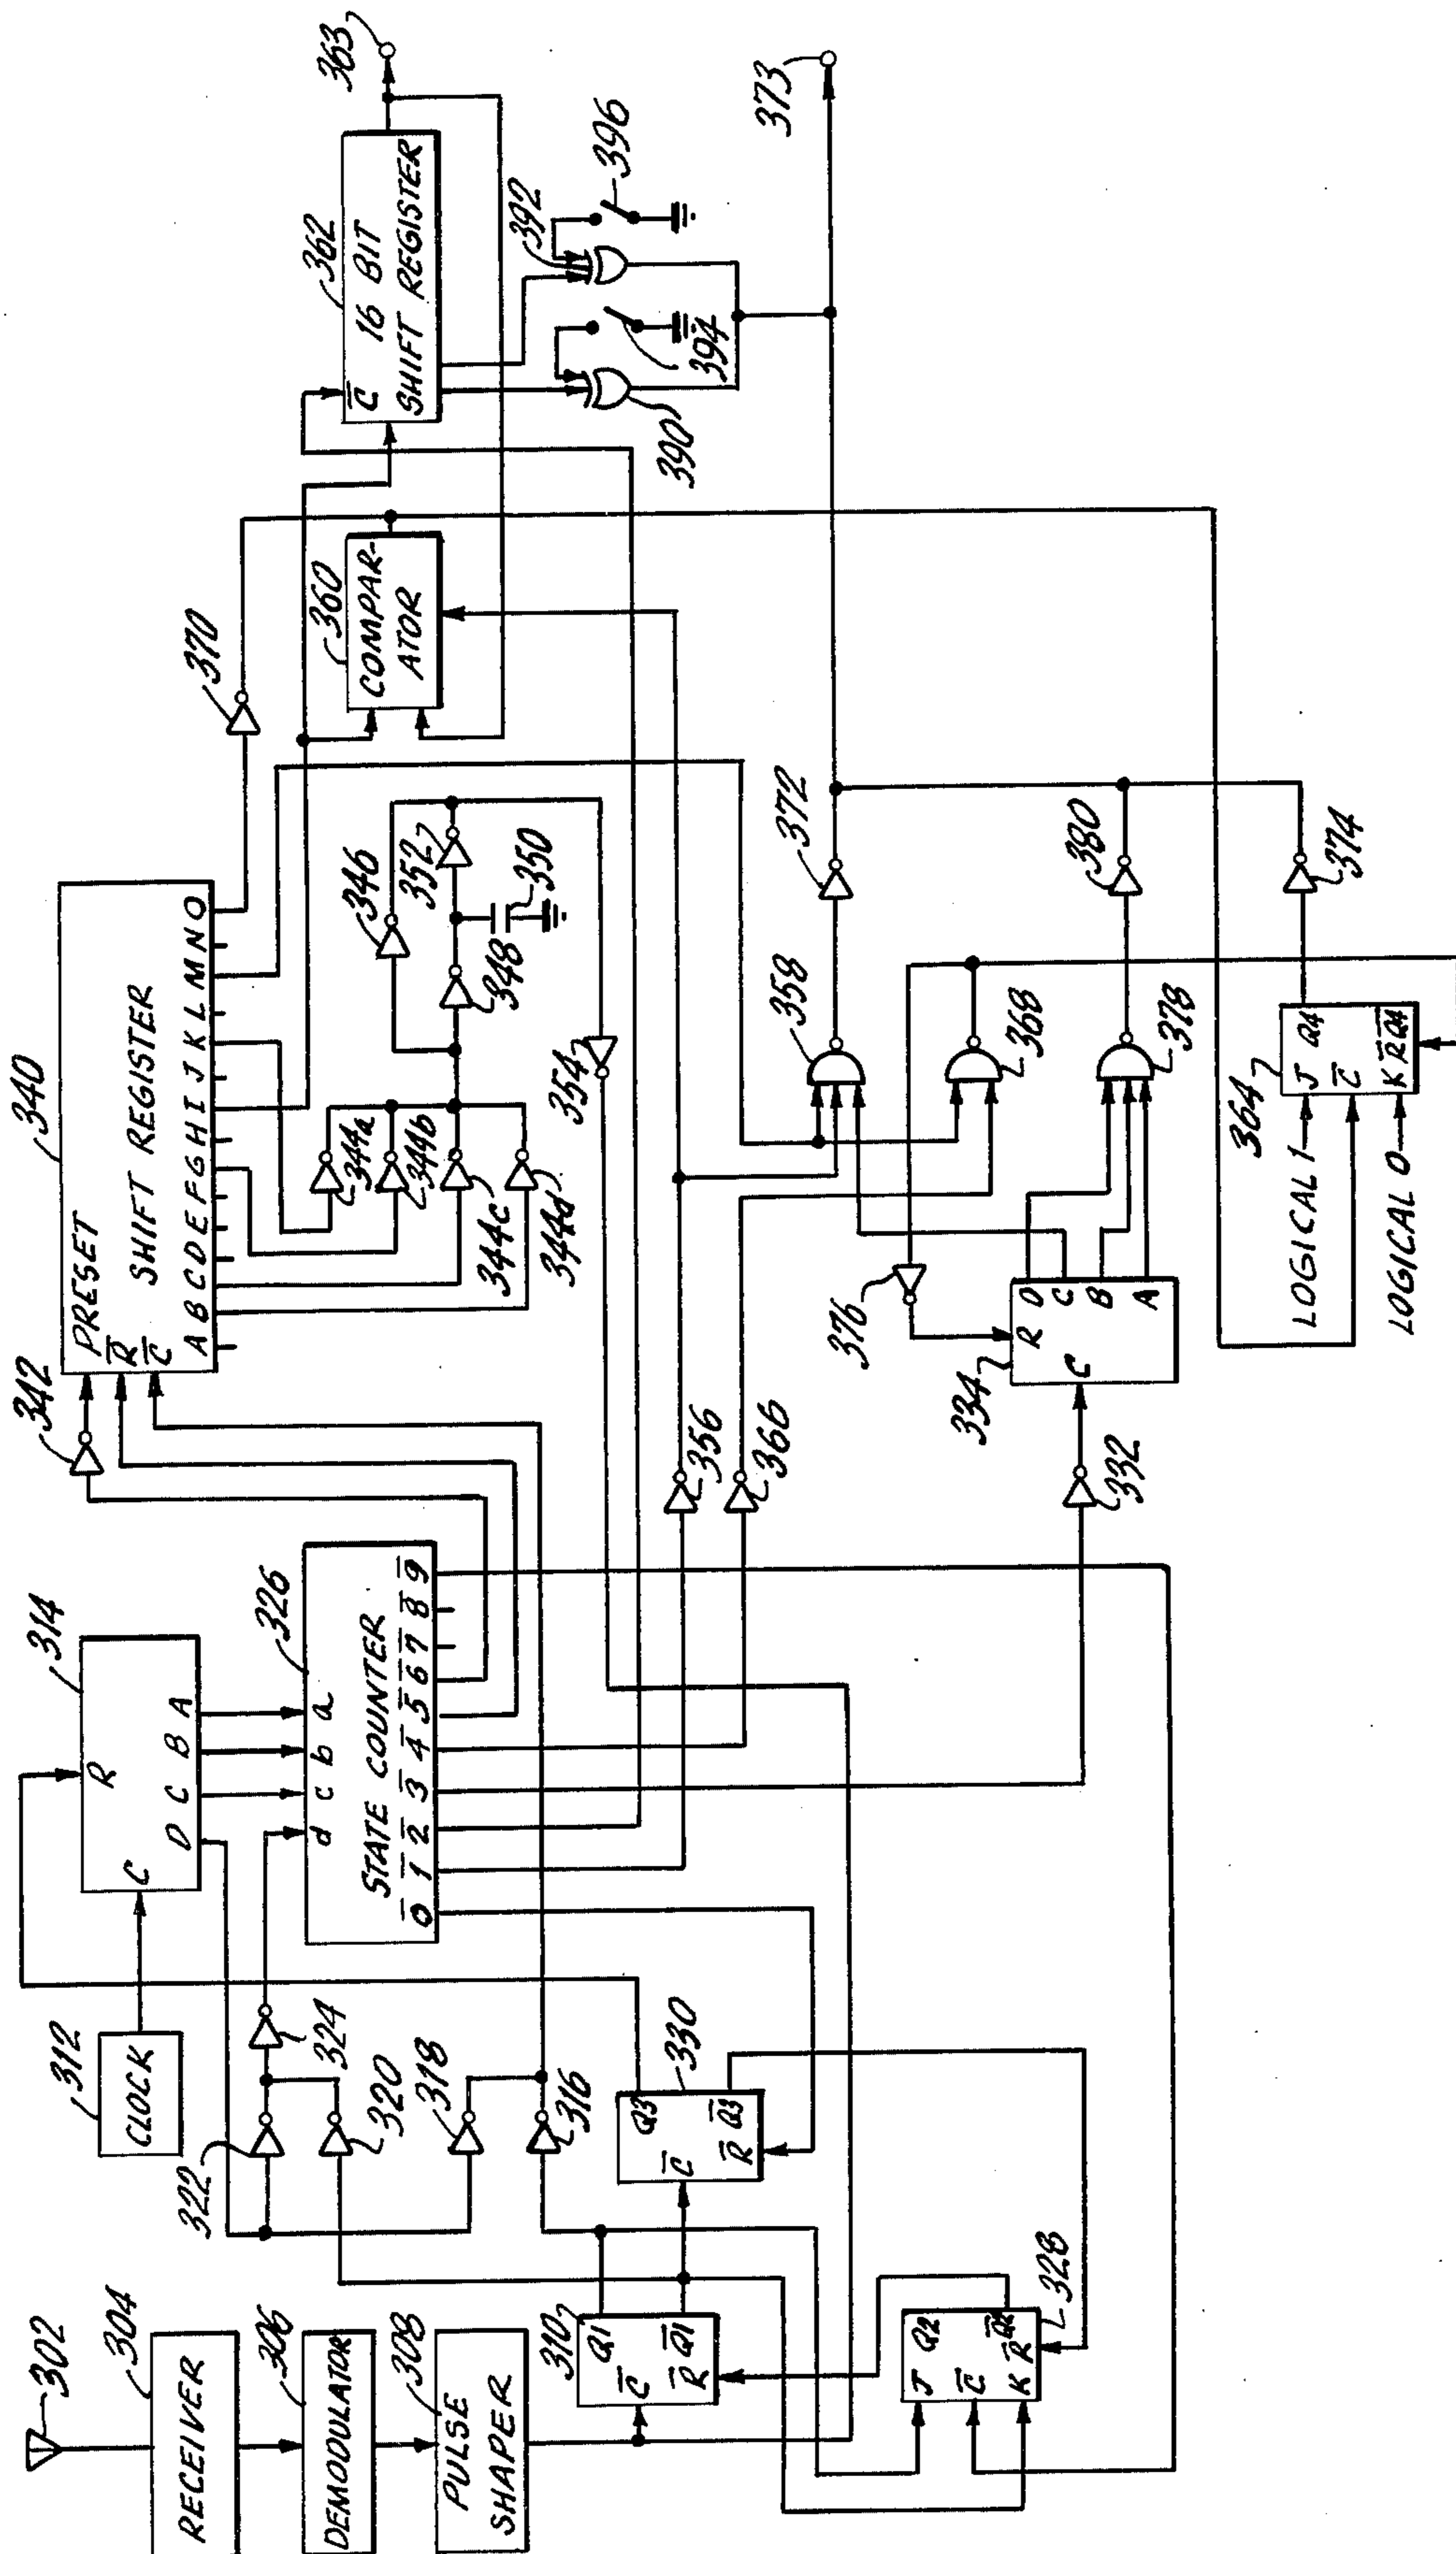 302
304
RECEIVER
306
DEMODULATOR
308
PULSE
SHAPER
310
Q1
C̅
R̅ Q̅1̅
312
CLOCK
314
R
C
D C B A
316
318
320
322
324
326
d c b a
STATE COUNTER
0̅ 1̅ 2̅ 3̅ 4̅ 5̅ 6̅ 7̅ 8̅ 9̅
328
J Q2
C̅
K R̅ Q̅2̅
330
Q3
C̅
R̅ Q̅3̅
332
334
R D
C
C B
A
340
PRESET
R̅
C̅
SHIFT REGISTER
A B C D E F G H I J K L M N O
342
344a
344b
344c
344d
346
348
350
352
354
356
366
358
368
378
376
360
COMPAR-
ATOR
362
C̅ 16 BIT
SHIFT REGISTER
363
364
J Q4
C̅
K R̅ Q̅4̅
LOGICAL 1
LOGICAL 0
370
372
373
374
380
390
392
394
396